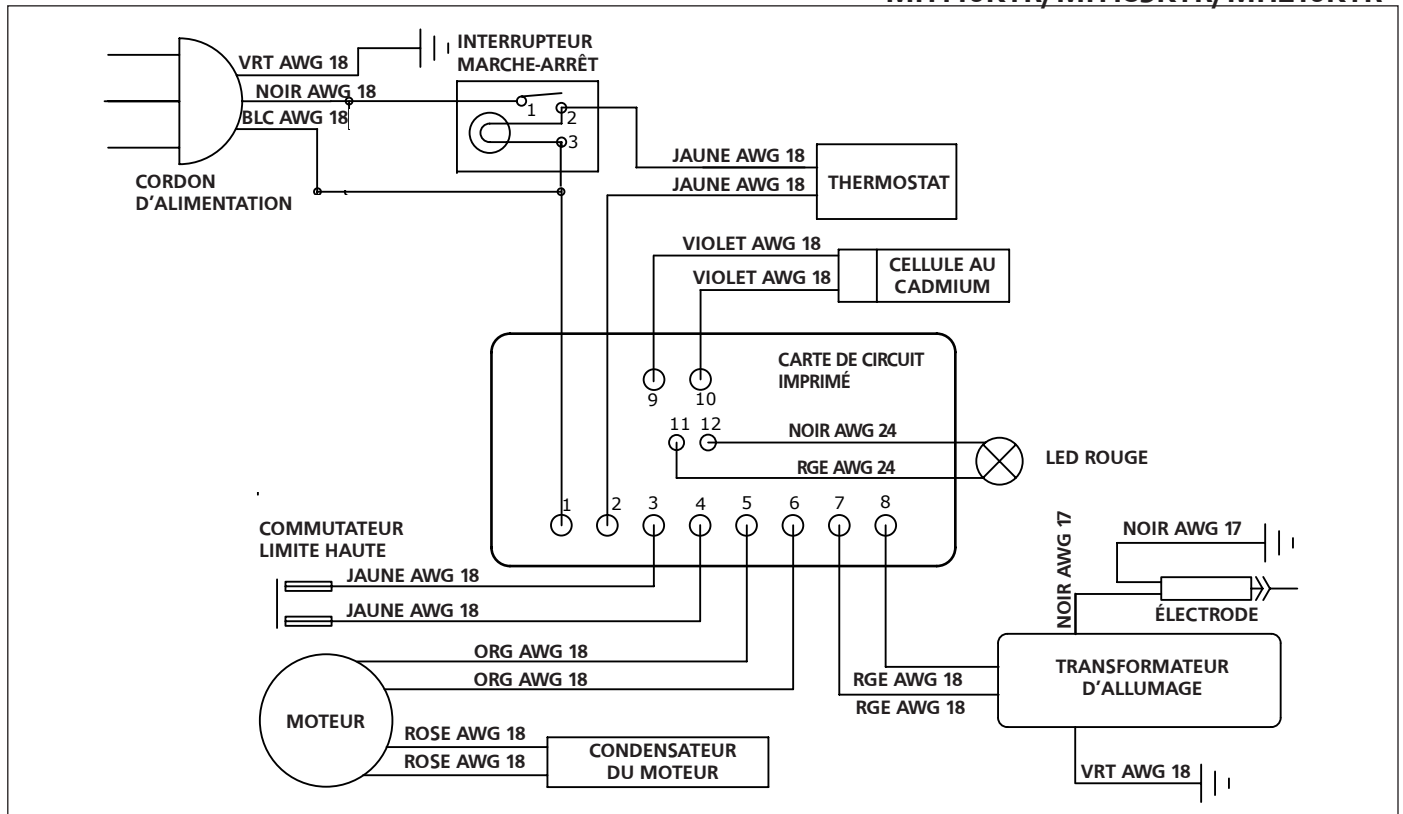 VRT AWG 18
NOIR AWG 18
BLC AWG 18
CORDON
D'ALIMENTATION
INTERRUPTEUR
MARCHE-ARRÊT
1
2
3
JAUNE AWG 18
JAUNE AWG 18
THERMOSTAT
VIOLET AWG 18
VIOLET AWG 18
CELLULE AU
CADMIUM
CARTE DE CIRCUIT
IMPRIMÉ
9
10
11
12
NOIR AWG 24
RGE AWG 24
LED ROUGE
1
2
3
4
5
6
7
8
COMMUTATEUR
LIMITE HAUTE
JAUNE AWG 18
JAUNE AWG 18
ORG AWG 18
ORG AWG 18
MOTEUR
ROSE AWG 18
ROSE AWG 18
CONDENSATEUR
DU MOTEUR
RGE AWG 18
RGE AWG 18
NOIR AWG 17
NOIR AWG 17
ÉLECTRODE
TRANSFORMATEUR
D'ALLUMAGE
VRT AWG 18